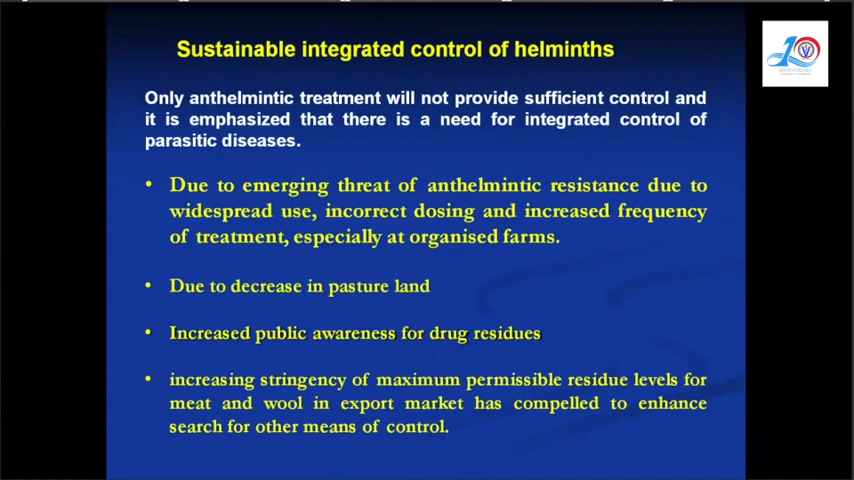 Sustainable integrated control of helminths
10
V
ANNIVERSARY
Only anthelmintic treatment will not provide sufficient control and
it is emphasized that there is a need for integrated control of
parasitic diseases.
• Due to emerging threat of anthelmintic resistance due to
widespread use, incorrect dosing and increased frequency
of treatment, especially at organised farms.
• Due to decrease in pasture land
• Increased public awareness for drug residues
• increasing stringency of maximum permissible residue levels for
meat and wool in export market has compelled to enhance
search for other means of control.